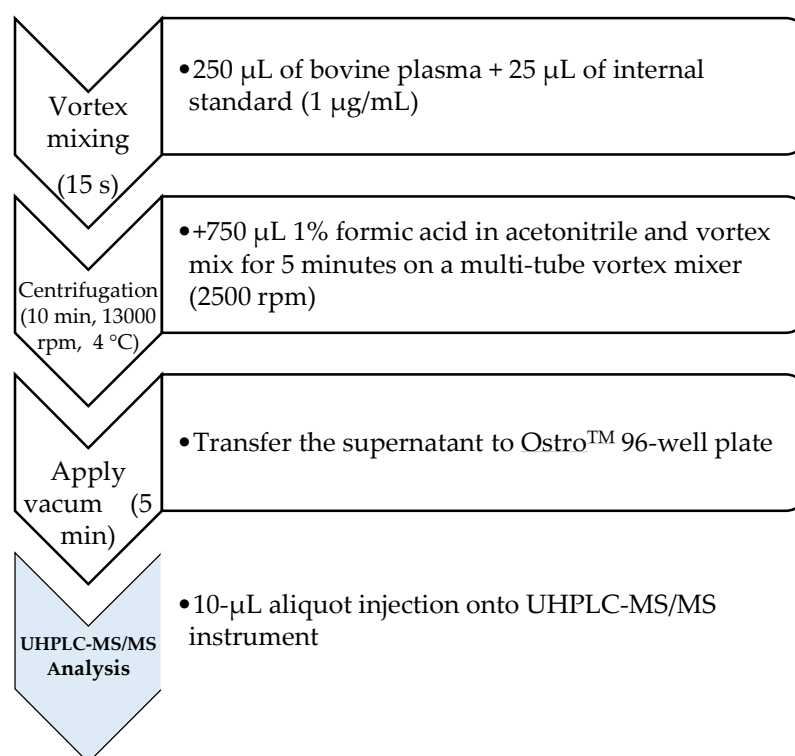 Vortex
mixing
(15 s)
•250 µL of bovine plasma + 25 µL of internal
standard (1 µg/mL)
Centrifugation
(10 min, 13000
rpm, 4 °C)
•+750 µL 1% formic acid in acetonitrile and vortex
mix for 5 minutes on a multi-tube vortex mixer
(2500 rpm)
Apply
vacum (5
min)
•Transfer the supernatant to Ostro™ 96-well plate
UHPLC-MS/MS
Analysis
•10-µL aliquot injection onto UHPLC-MS/MS
instrument